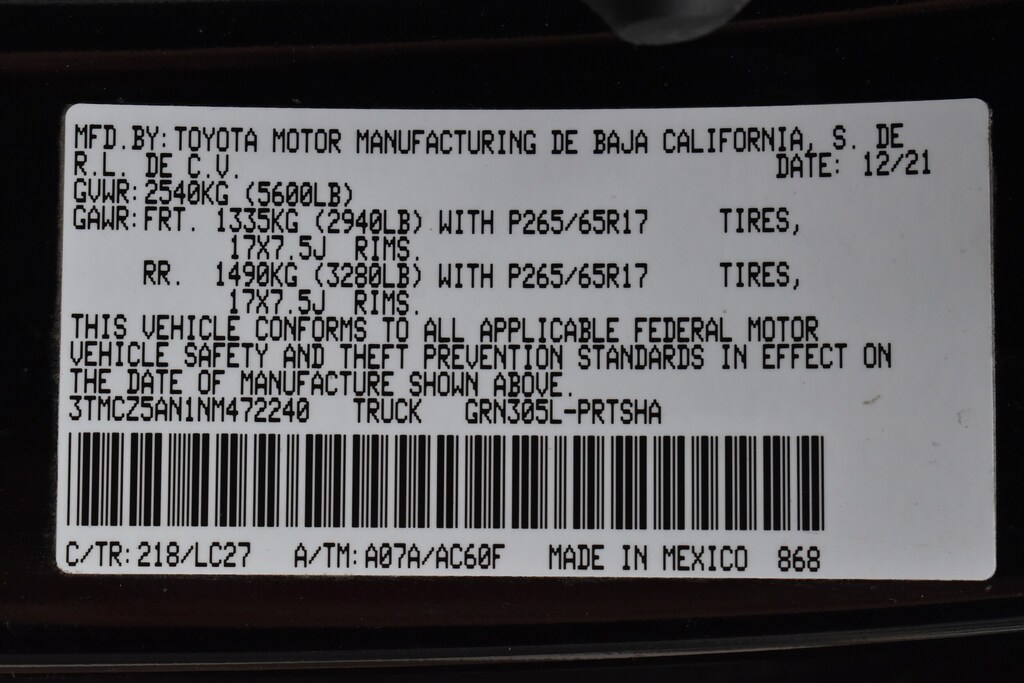 MFD.BY: TOYOTA MOTOR MANUFACTURING DE BAJA CALIFORNIA, S. DE
R.L. DE C.V. DATE: 12/21
GVWR: 2540KG (5600LB)
GAWR: FRT. 1335KG (2940LB) WITH P265/65R17 TIRES,
17X7.5J RIMS.
RR. 1490KG (3280LB) WITH P265/65R17 TIRES,
17X7.5J RIMS.
THIS VEHICLE CONFORMS TO ALL APPLICABLE FEDERAL MOTOR
VEHICLE SAFETY AND THEFT PREVENTION STANDARDS IN EFFECT ON
THE DATE OF MANUFACTURE SHOWN ABOVE.
3TMCZ5AN1NM472240 TRUCK GRN305L-PRTSHA
C/TR: 218/LC27 A/TM: A07A/AC60F MADE IN MEXICO 868